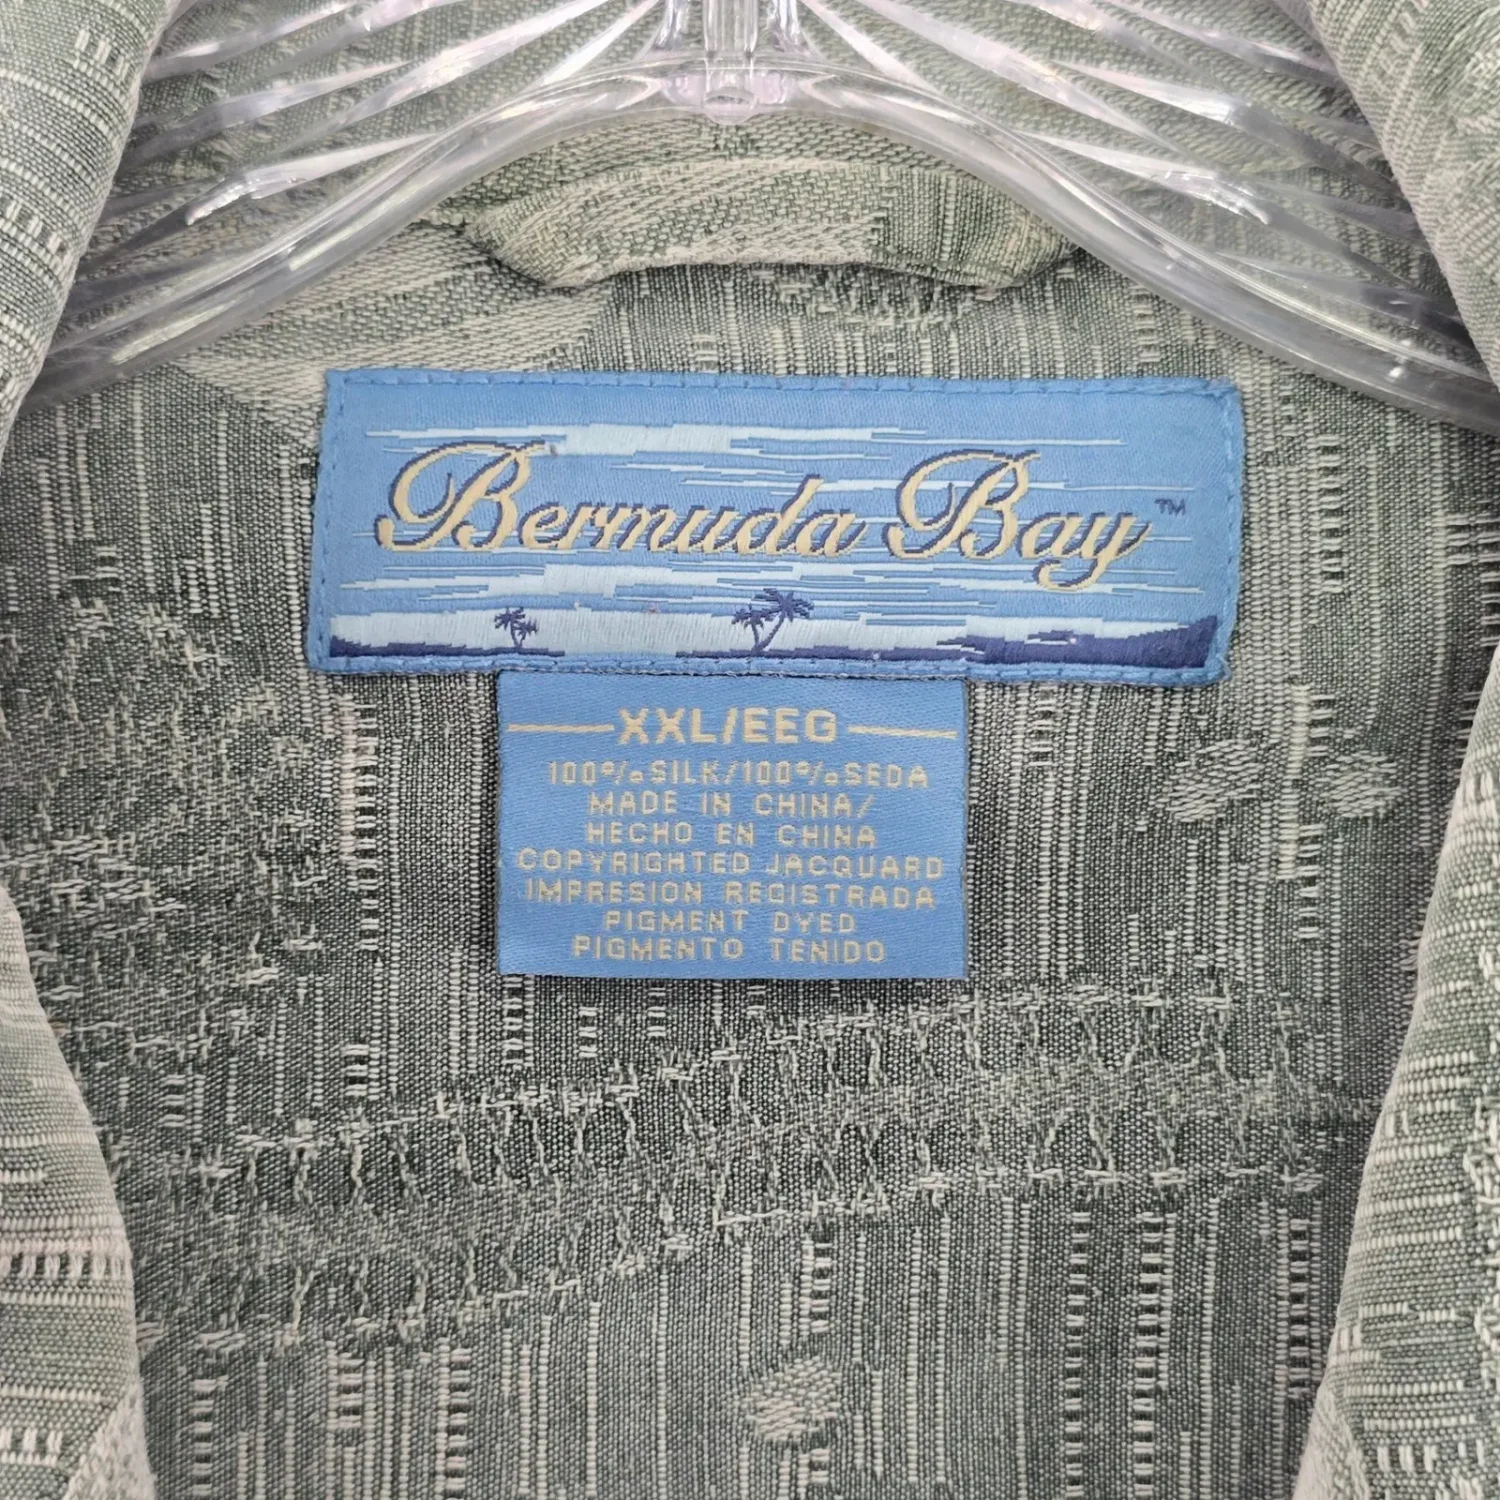 Bermuda Bay™
XXL/EEG
100% SILK/100% SEDA
MADE IN CHINA/
HECHO EN CHINA
COPYRIGHTED JACQUARD
IMPRESION REGISTRADA
PIGMENT DYED
PIGMENTO TENIDO